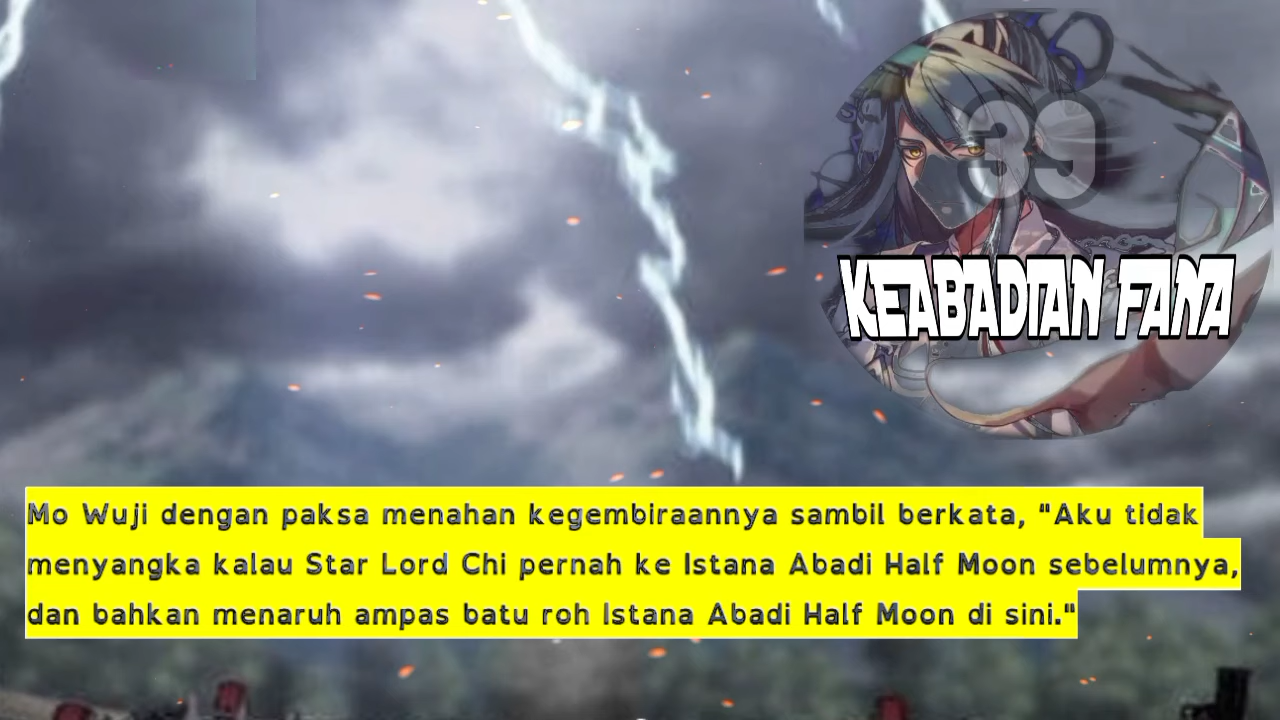 39
KEABADIAN FANA
Mo Wuji dengan paksa menahan kegembiraannya sambil berkata, "Aku tidak
menyangka kalau Star Lord Chi pernah ke Istana Abadi Half Moon sebelumnya,
dan bahkan menaruh ampas batu roh Istana Abadi Half Moon di sini."